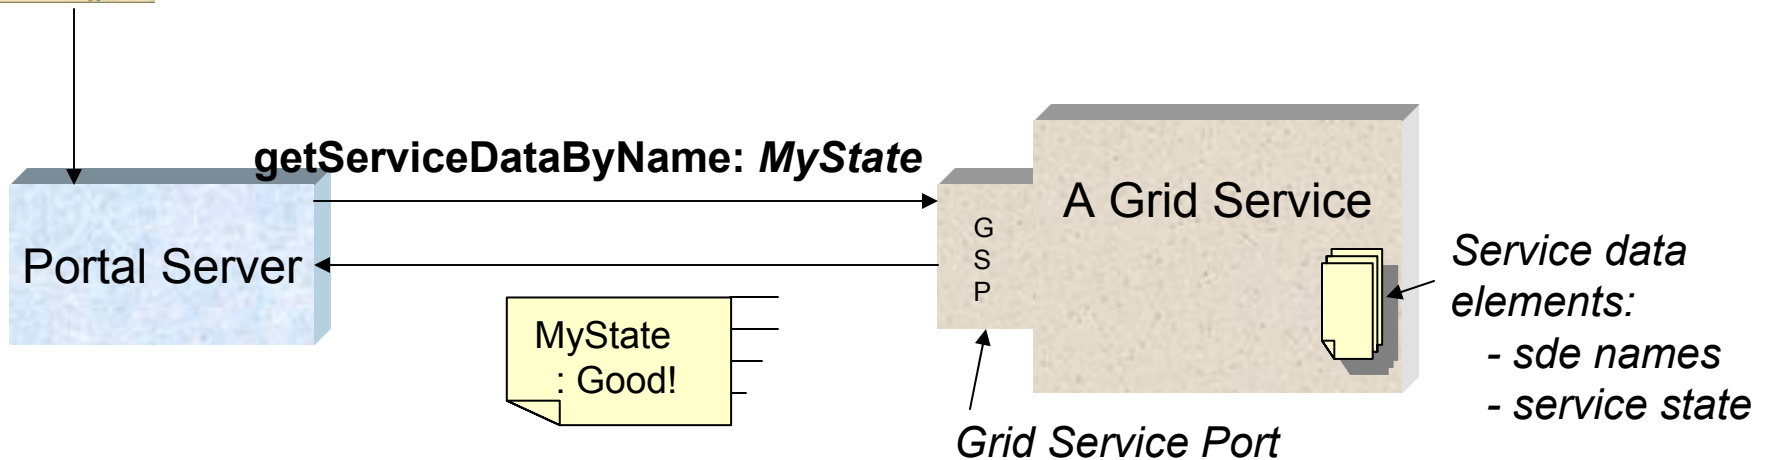 getServiceDataByName: MyState
Portal Server
MyState
: Good!
G
S
P
A Grid Service
Grid Service Port
Service data
elements:
- sde names
- service state